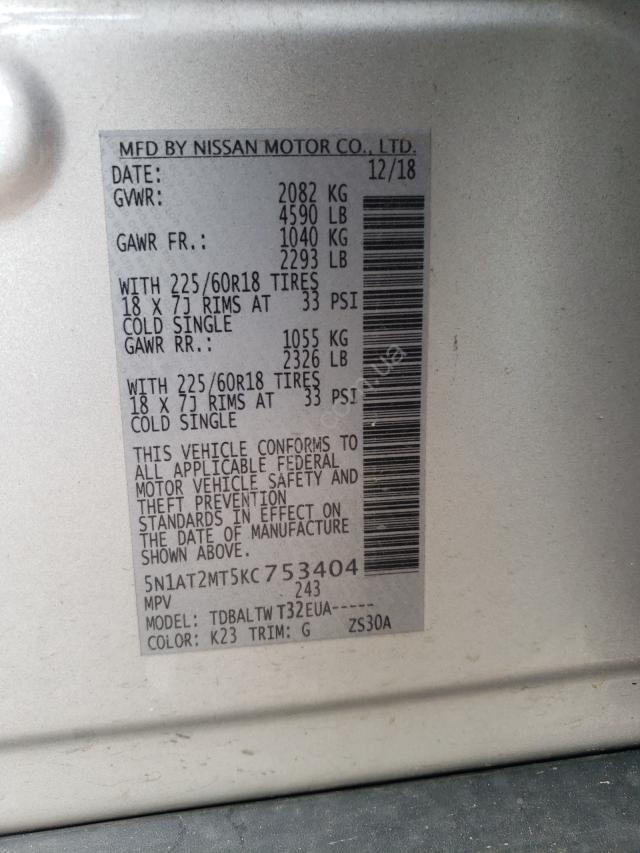 MFD BY NISSAN MOTOR CO., LTD.
DATE: 12/18
GVWR: 2082 KG
4590 LB
GAWR FR.: 1040 KG
2293 LB
WITH 225/60R18 TIRES
18 X 7J RIMS AT 33 PSI
COLD SINGLE
GAWR RR.: 1055 KG
2326 LB
WITH 225/60R18 TIRES
18 X 7J RIMS AT 33 PSI
COLD SINGLE
THIS VEHICLE CONFORMS TO
ALL APPLICABLE FEDERAL
MOTOR VEHICLE SAFETY AND
THEFT PREVENTION
STANDARDS IN EFFECT ON
THE DATE OF MANUFACTURE
SHOWN ABOVE.
5N1AT2MT5KC753404
MPV 243
MODEL: TDBALTW T32EUA-----
COLOR: K23 TRIM: G ZS30A